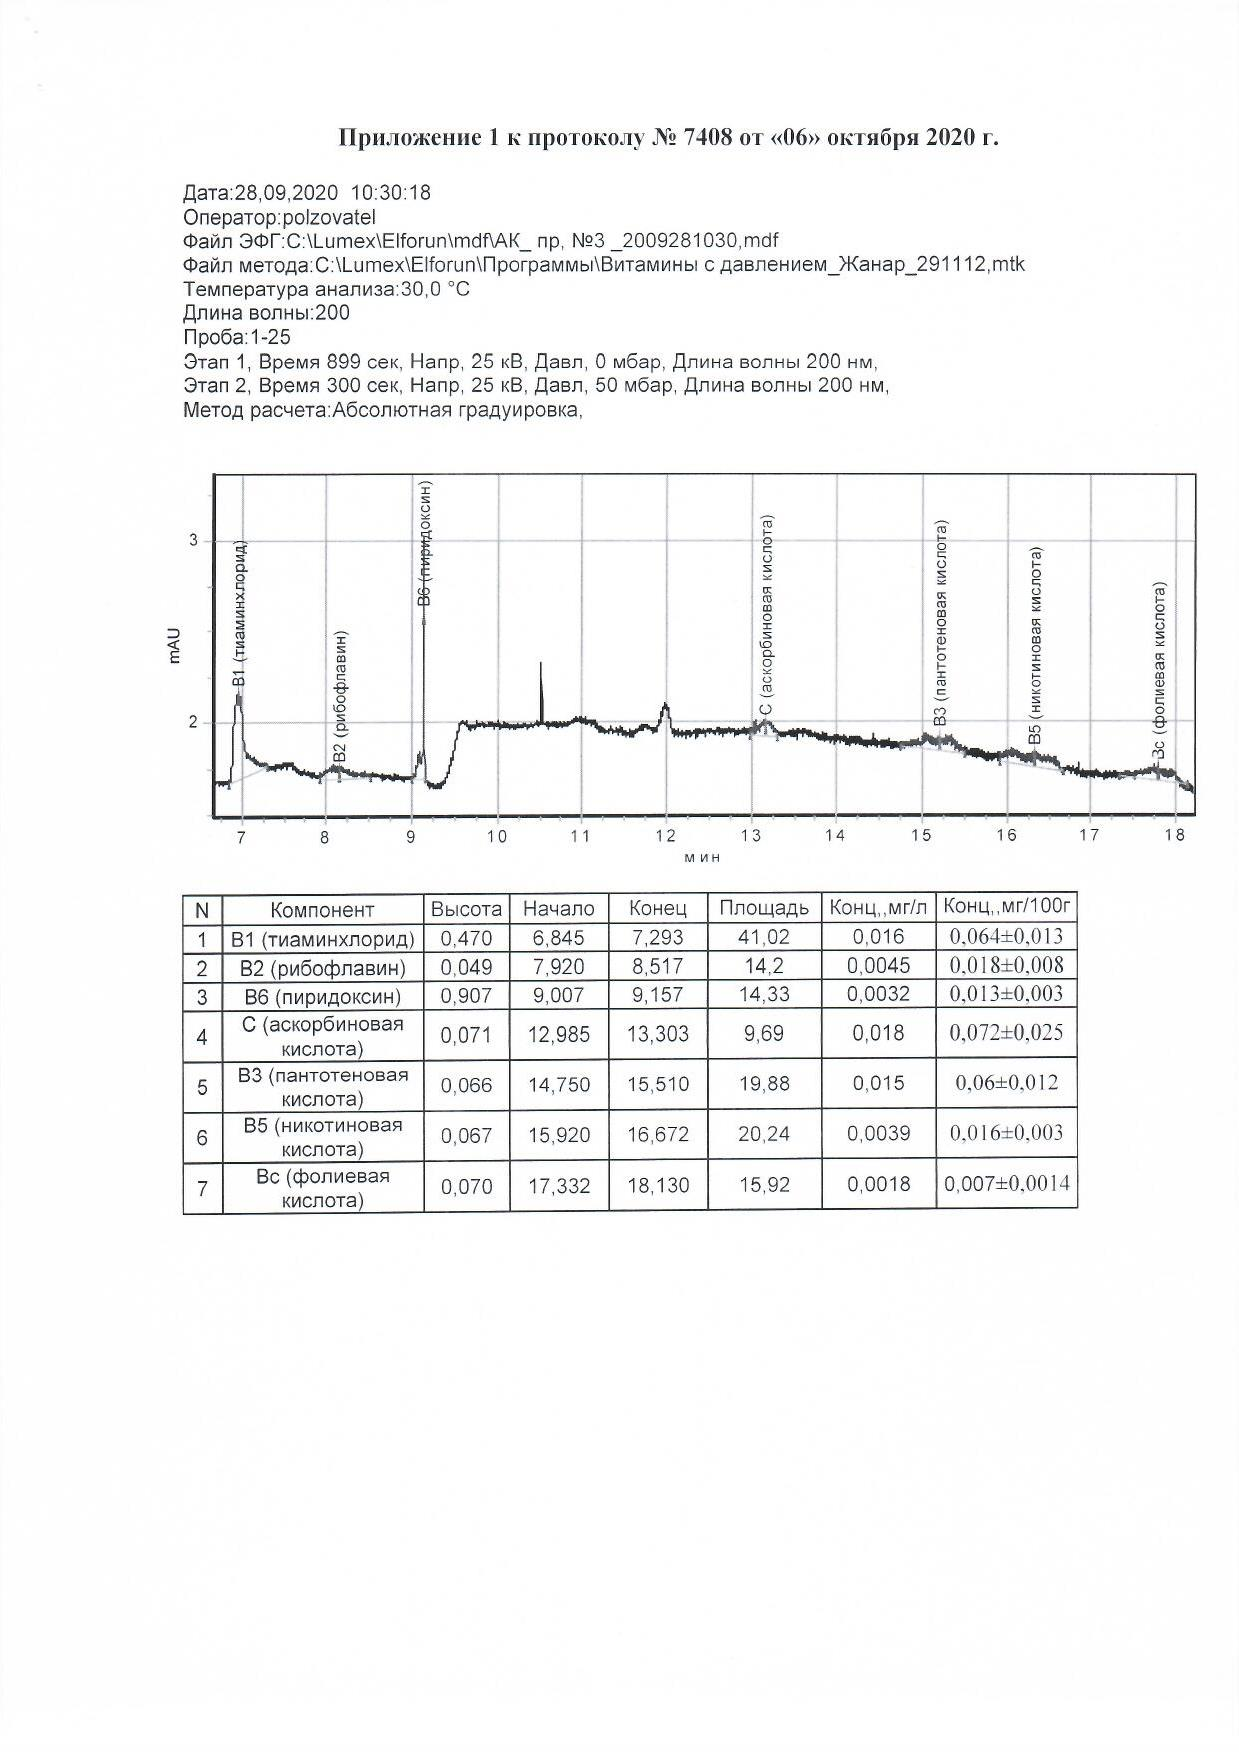 Приложение 1 к протоколу № 7408 от «06» октября 2020 г.
Дата:28,09,2020 10:30:18
Оператор:polzovatel
Файл ЭФГ:C:\Lumex\Elforun\mdf\АК_ пр, №3 _2009281030,mdf
Файл метода:C:\Lumex\Elforun\Программы\Витамины с давлением_Жанар_291112,mtk
Температура анализа:30,0 °C
Длина волны:200
Проба:1-25
Этап 1, Время 899 сек, Напр, 25 кВ, Давл, 0 мбар, Длина волны 200 нм,
Этап 2, Время 300 сек, Напр, 25 кВ, Давл, 50 мбар, Длина волны 200 нм,
Метод расчета:Абсолютная градуировка,
mAU
3
2
B1 (тиаминхлорид)
B2 (рибофлавин)
B6 (пиридоксин)
C (аскорбиновая кислота)
B3 (пантотеновая кислота)
B5 (никотиновая кислота)
Bc (фолиевая кислота)
7 8 9 10 11 12 13 14 15 16 17 18
мин
N Компонент Высота Начало Конец Площадь Конц,,мг/л Конц,,мг/100г
1 B1 (тиаминхлорид) 0,470 6,845 7,293 41,02 0,016 0,064±0,013
2 B2 (рибофлавин) 0,049 7,920 8,517 14,2 0,0045 0,018±0,008
3 B6 (пиридоксин) 0,907 9,007 9,157 14,33 0,0032 0,013±0,003
4 C (аскорбиновая
кислота) 0,071 12,985 13,303 9,69 0,018 0,072±0,025
5 B3 (пантотеновая
кислота) 0,066 14,750 15,510 19,88 0,015 0,06±0,012
6 B5 (никотиновая
кислота) 0,067 15,920 16,672 20,24 0,0039 0,016±0,003
7 Bc (фолиевая
кислота) 0,070 17,332 18,130 15,92 0,0018 0,007±0,0014